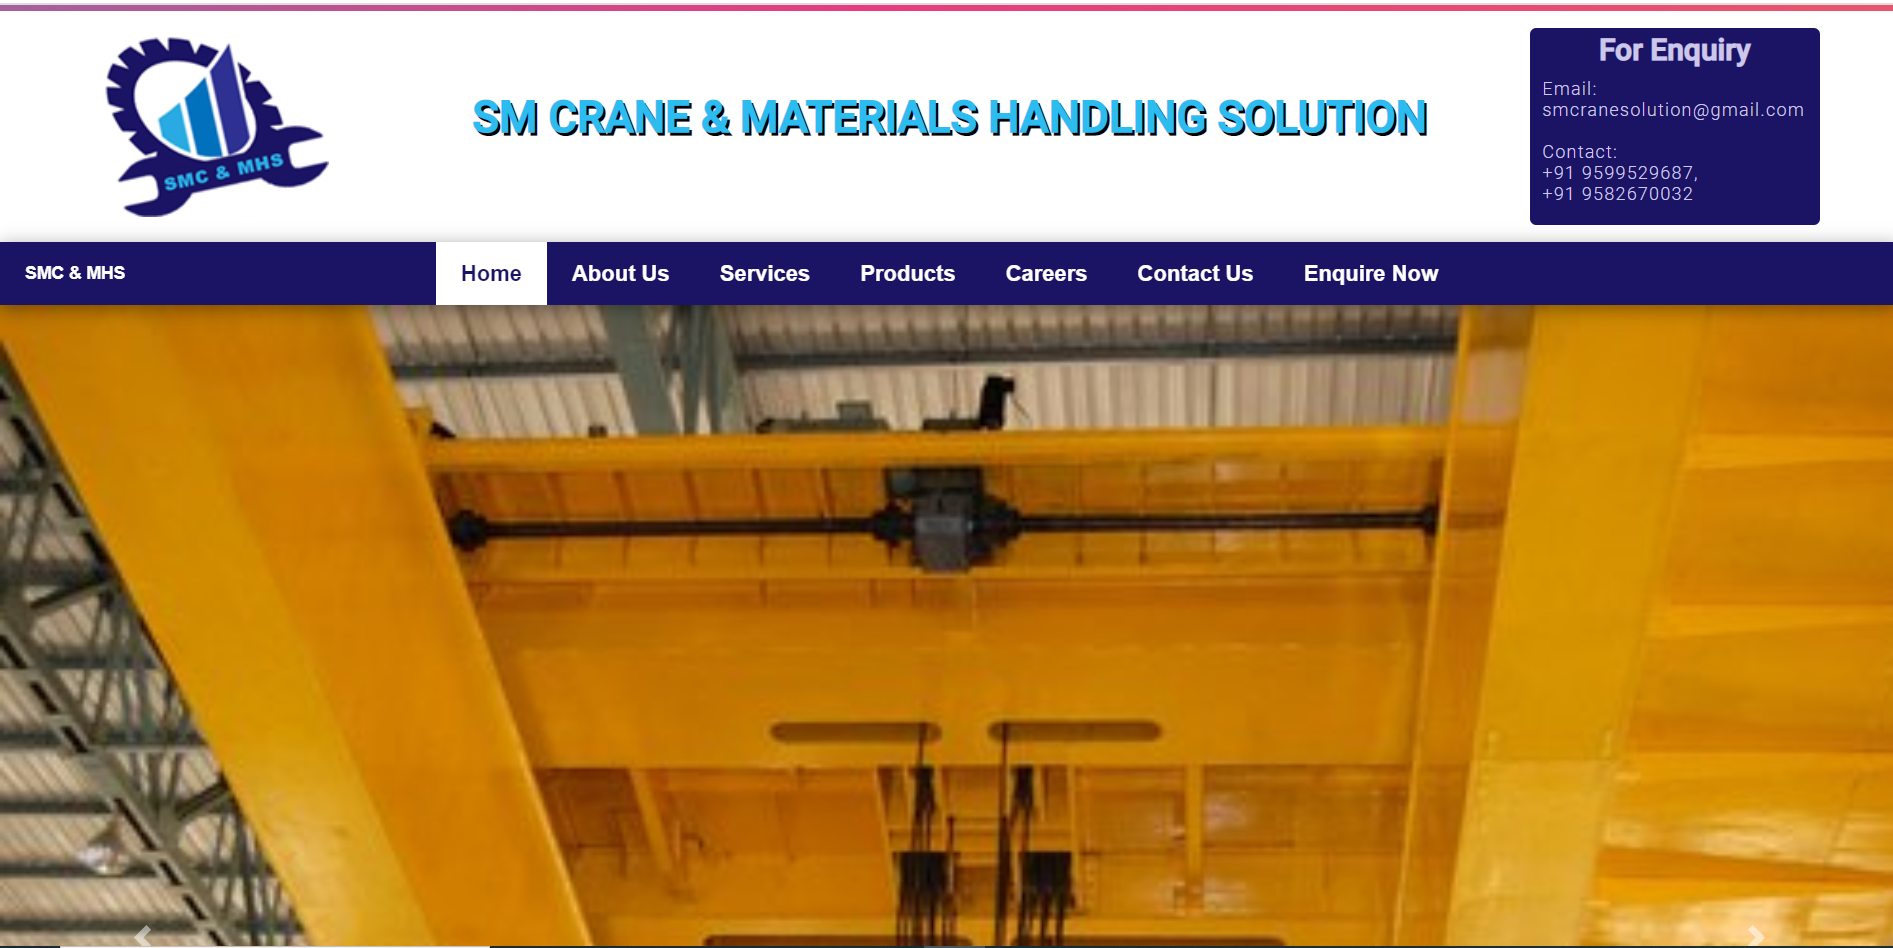 SMC & MHS
SM CRANE & MATERIALS HANDLING SOLUTION
For Enquiry
Email:
smcranesolution@gmail.com
Contact:
+91 9599529687,
+91 9582670032
SMC & MHS
Home
About Us
Services
Products
Careers
Contact Us
Enquire Now